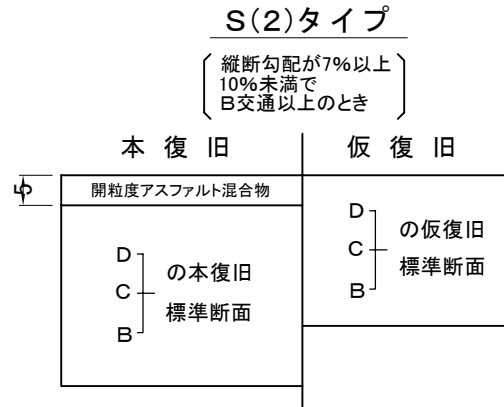 S(2)タイプ
縦断勾配が7%以上
10%未満で
B交通以上のとき
本復旧
仮復旧
5
開粒度アスファルト混合物
D
C
B
の本復旧
標準断面
D
C
B
の仮復旧
標準断面